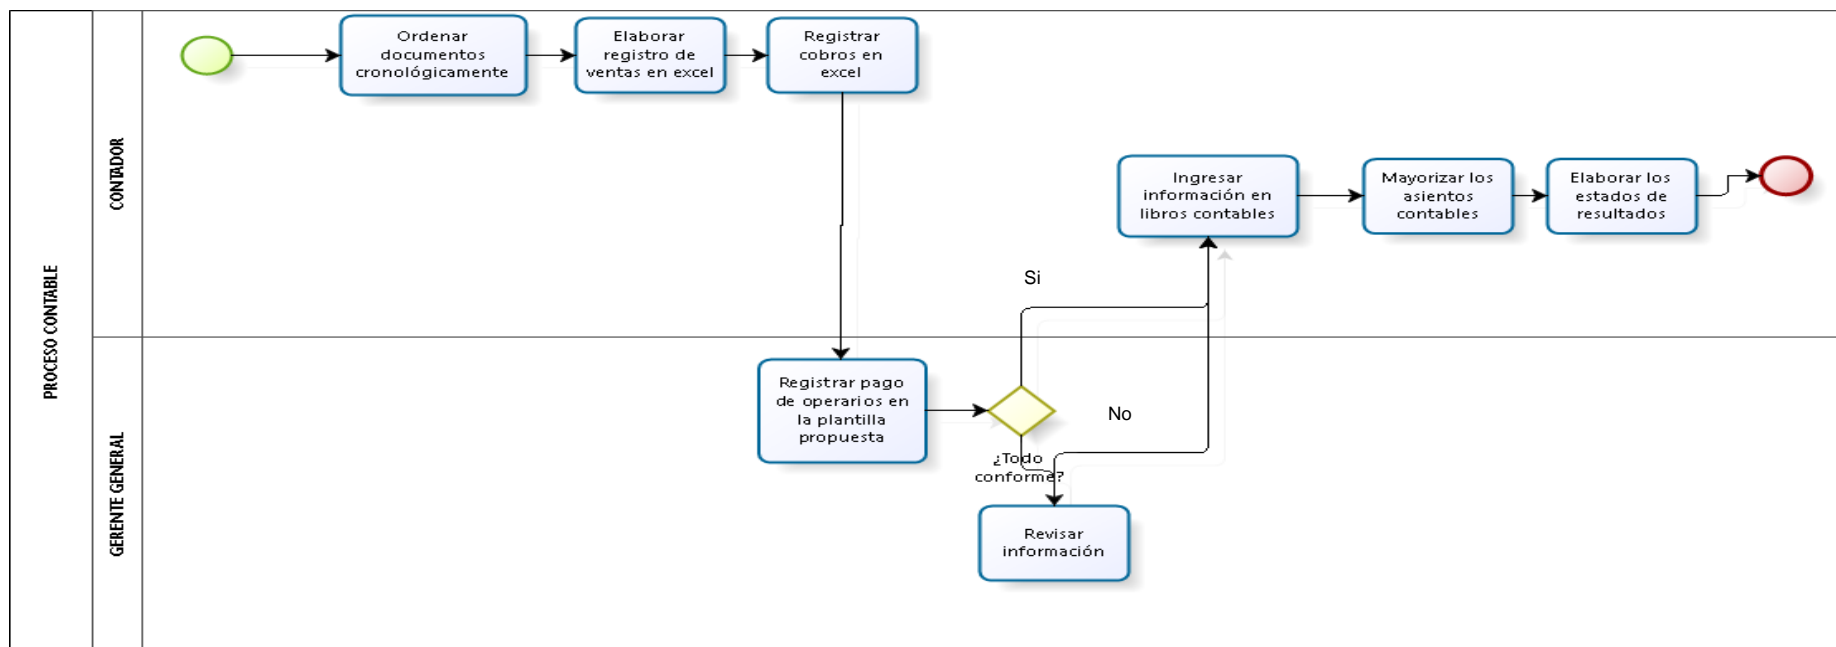 PROCESO CONTABLE
CONTADOR
Ordenar
documentos
cronológicamente
Elaborar
registro de
ventas en excel
Registrar
cobros en
excel
Ingresar
información en
libros contables
Mayorizar los
asientos
contables
Elaborar los
estados de
resultados
Si
GERENTE GENERAL
Registrar pago
de operarios en
la plantilla
propuesta
No
¿Todo
conforme?
Revisar
información